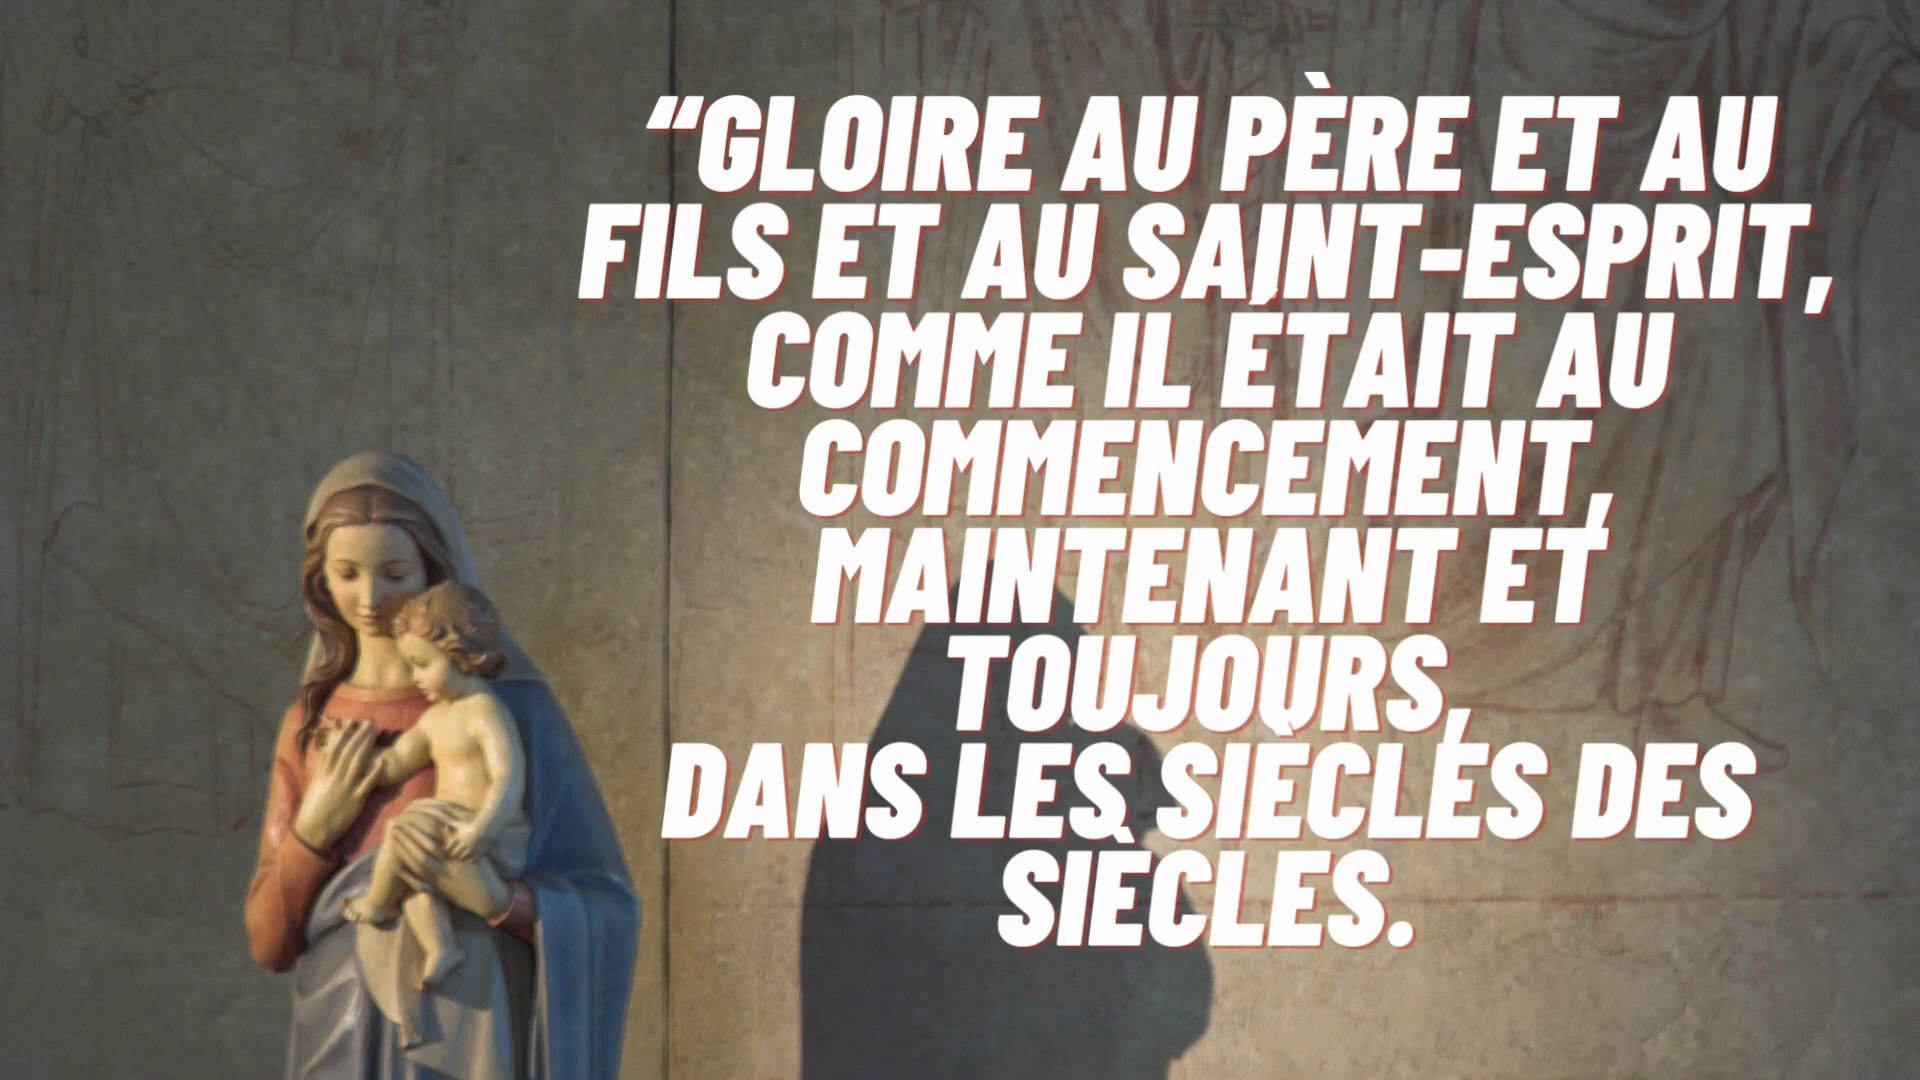 “GLOIRE AU PÈRE ET AU
FILS ET AU SAINT-ESPRIT,
COMME IL ÉTAIT AU
COMMENCEMENT,
MAINTENANT ET
TOUJOURS,
DANS LES SIÈCLES DES
SIÈCLES.